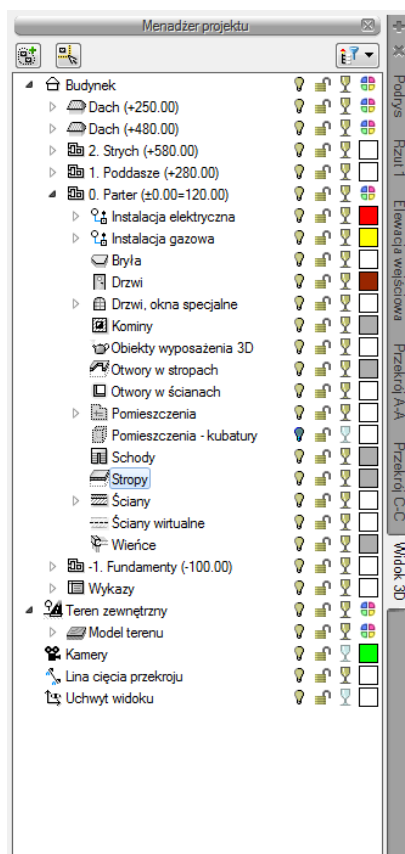 Menadżer projektu
Budynek
Dach (+250.00)
Dach (+480.00)
2. Strych (+580.00)
1. Poddasze (+280.00)
0. Parter (±0.00=120.00)
Instalacja elektryczna
Instalacja gazowa
Bryła
Drzwi
Drzwi, okna specjalne
Kominy
Obiekty wyposażenia 3D
Otwory w stropach
Otwory w ścianach
Pomieszczenia
Pomieszczenia - kubatury
Schody
Stropy
Ściany
Ściany wirtualne
Wieńce
-1. Fundamenty (-100.00)
Wykazy
Teren zewnętrzny
Model terenu
Kamery
Lina cięcia przekroju
Uchwyt widoku
Podrys
Rzut 1
Elewacja wejściowa
Przekrój A-A
Przekrój C-C
Widok 3D